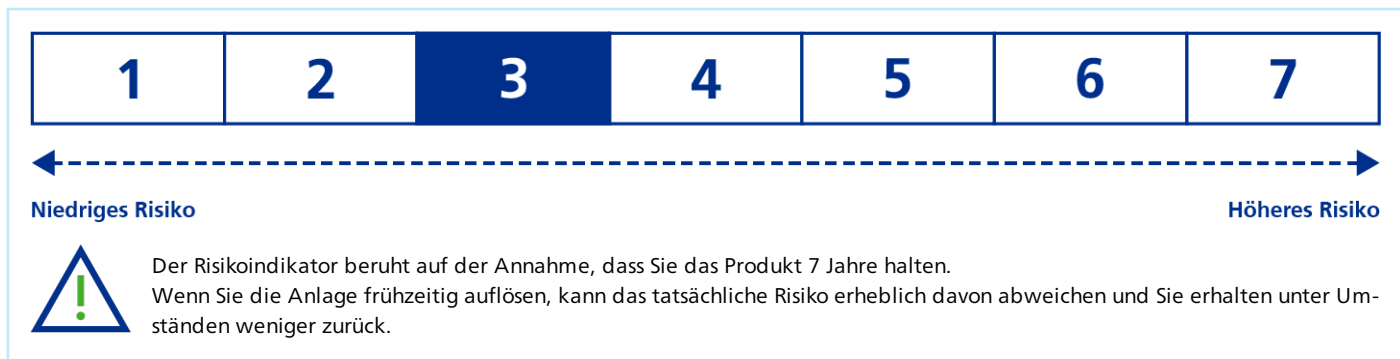 1 2 3 4 5 6 7
Niedriges Risiko Höheres Risiko
Der Risikoindikator beruht auf der Annahme, dass Sie das Produkt 7 Jahre halten.
Wenn Sie die Anlage frühzeitig auflösen, kann das tatsächliche Risiko erheblich davon abweichen und Sie erhalten unter Um-
ständen weniger zurück.